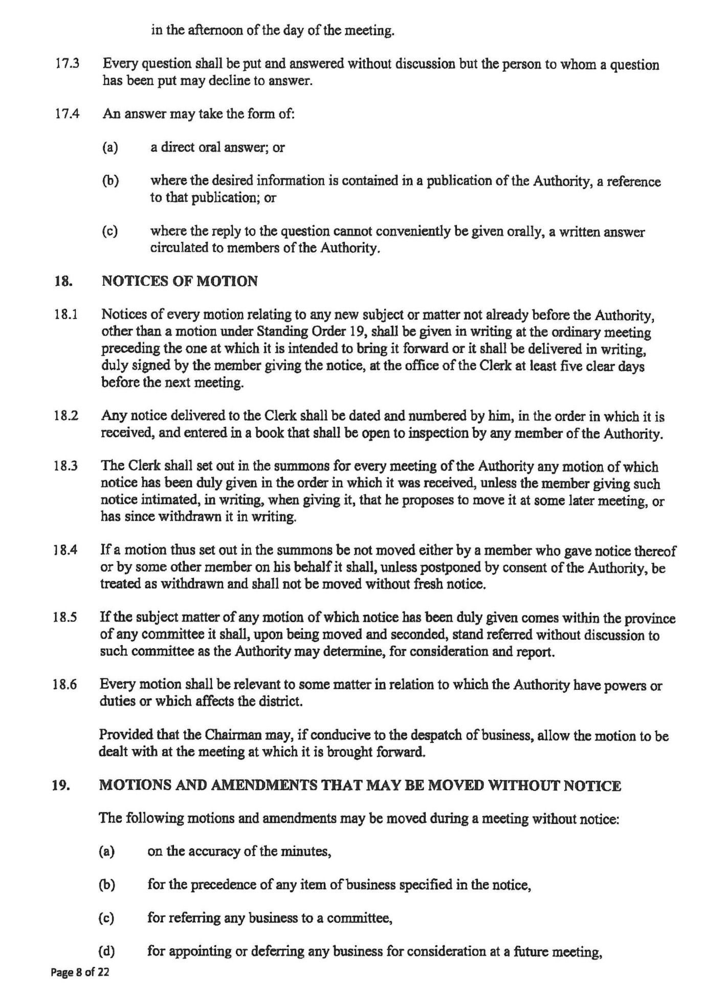 in the afternoon of the day of the meeting.
17.3 Every question shall be put and answered without discussion but the person to whom a question
has been put may decline to answer.
17.4 An answer may take the form of:
(a) a direct oral answer; or
(b) where the desired information is contained in a publication of the Authority, a reference
to that publication; or
(c) where the reply to the question cannot conveniently be given orally, a written answer
circulated to members of the Authority.
18. NOTICES OF MOTION
18.1 Notices of every motion relating to any new subject or matter not already before the Authority,
other than a motion under Standing Order 19, shall be given in writing at the ordinary meeting
preceding the one at which it is intended to bring it forward or it shall be delivered in writing,
duly signed by the member giving the notice, at the office of the Clerk at least five clear days
before the next meeting.
18.2 Any notice delivered to the Clerk shall be dated and numbered by him, in the order in which it is
received, and entered in a book that shall be open to inspection by any member of the Authority.
18.3 The Clerk shall set out in the summons for every meeting of the Authority any motion of which
notice has been duly given in the order in which it was received, unless the member giving such
notice intimated, in writing, when giving it, that he proposes to move it at some later meeting, or
has since withdrawn it in writing.
18.4 If a motion thus set out in the summons be not moved either by a member who gave notice thereof
or by some other member on his behalf it shall, unless postponed by consent of the Authority, be
treated as withdrawn and shall not be moved without fresh notice.
18.5 If the subject matter of any motion of which notice has been duly given comes within the province
of any committee it shall, upon being moved and seconded, stand referred without discussion to
such committee as the Authority may determine, for consideration and report.
18.6 Every motion shall be relevant to some matter in relation to which the Authority have powers or
duties or which affects the district.
Provided that the Chairman may, if conducive to the despatch of business, allow the motion to be
dealt with at the meeting at which it is brought forward.
19. MOTIONS AND AMENDMENTS THAT MAY BE MOVED WITHOUT NOTICE
The following motions and amendments may be moved during a meeting without notice:
(a) on the accuracy of the minutes,
(b) for the precedence of any item of business specified in the notice,
(c) for referring any business to a committee,
(d) for appointing or deferring any business for consideration at a future meeting,
Page 8 of 22